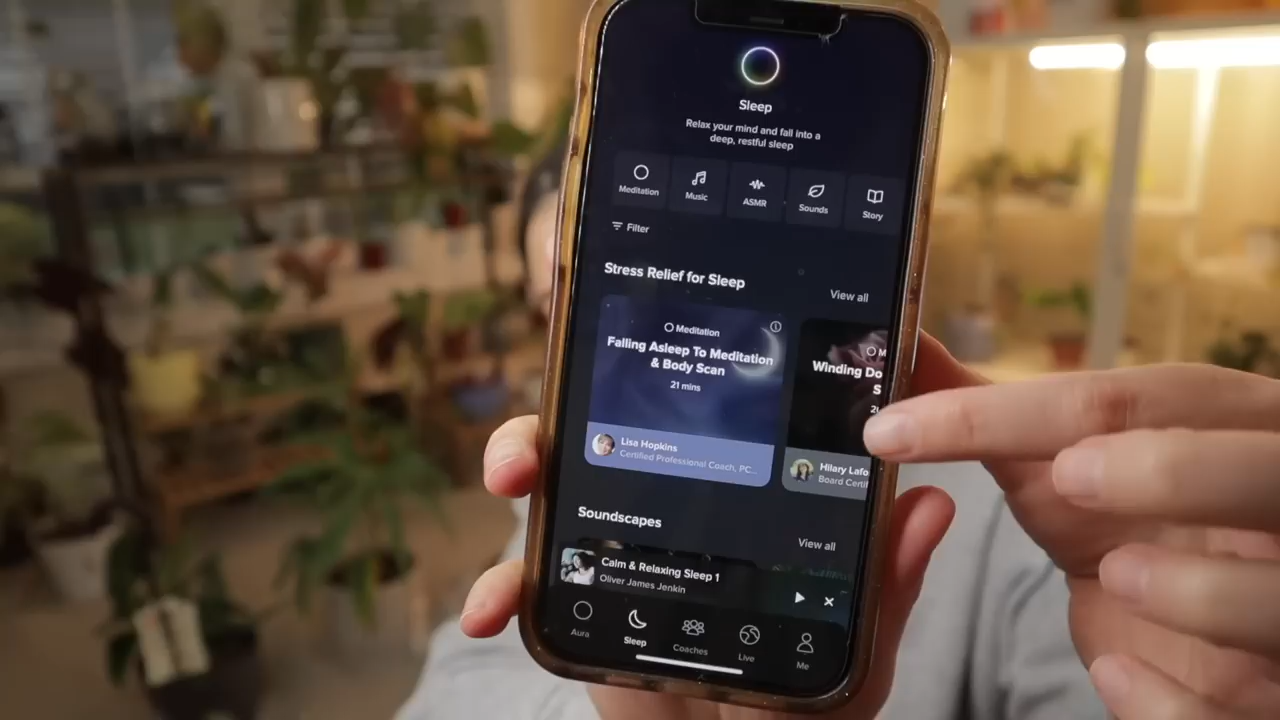 Sleep
Relax your mind and fall into a
deep, restful sleep
Meditation
Music
ASMR
Sounds
Story
Filter
Stress Relief for Sleep
View all
Meditation
Falling Asleep To Meditation
& Body Scan
21 mins
Lisa Hopkins
Certified Professional Coach, PC...
M
Winding Do
S
Hilary Lafo
Board Certi
Soundscapes
View all
Calm & Relaxing Sleep 1
Oliver James Jenkin
Aura
Sleep
Coaches
Live
Me